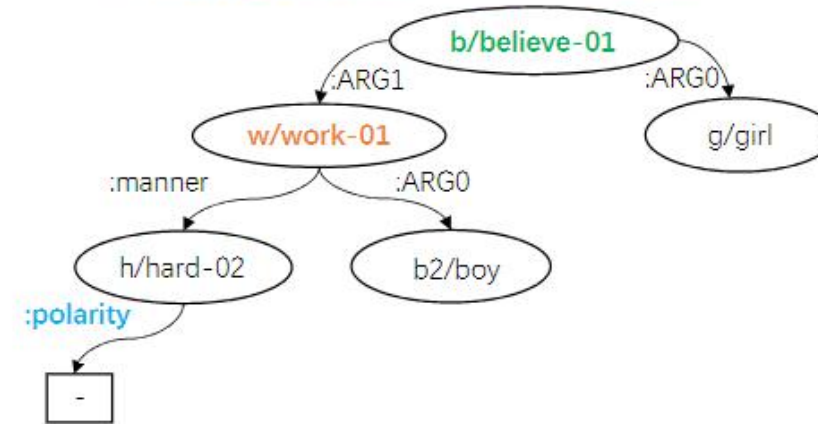 b/believe-01
:ARG1
:ARG0
w/work-01
g/girl
:manner
:ARG0
h/hard-02
b2/boy
:polarity
-